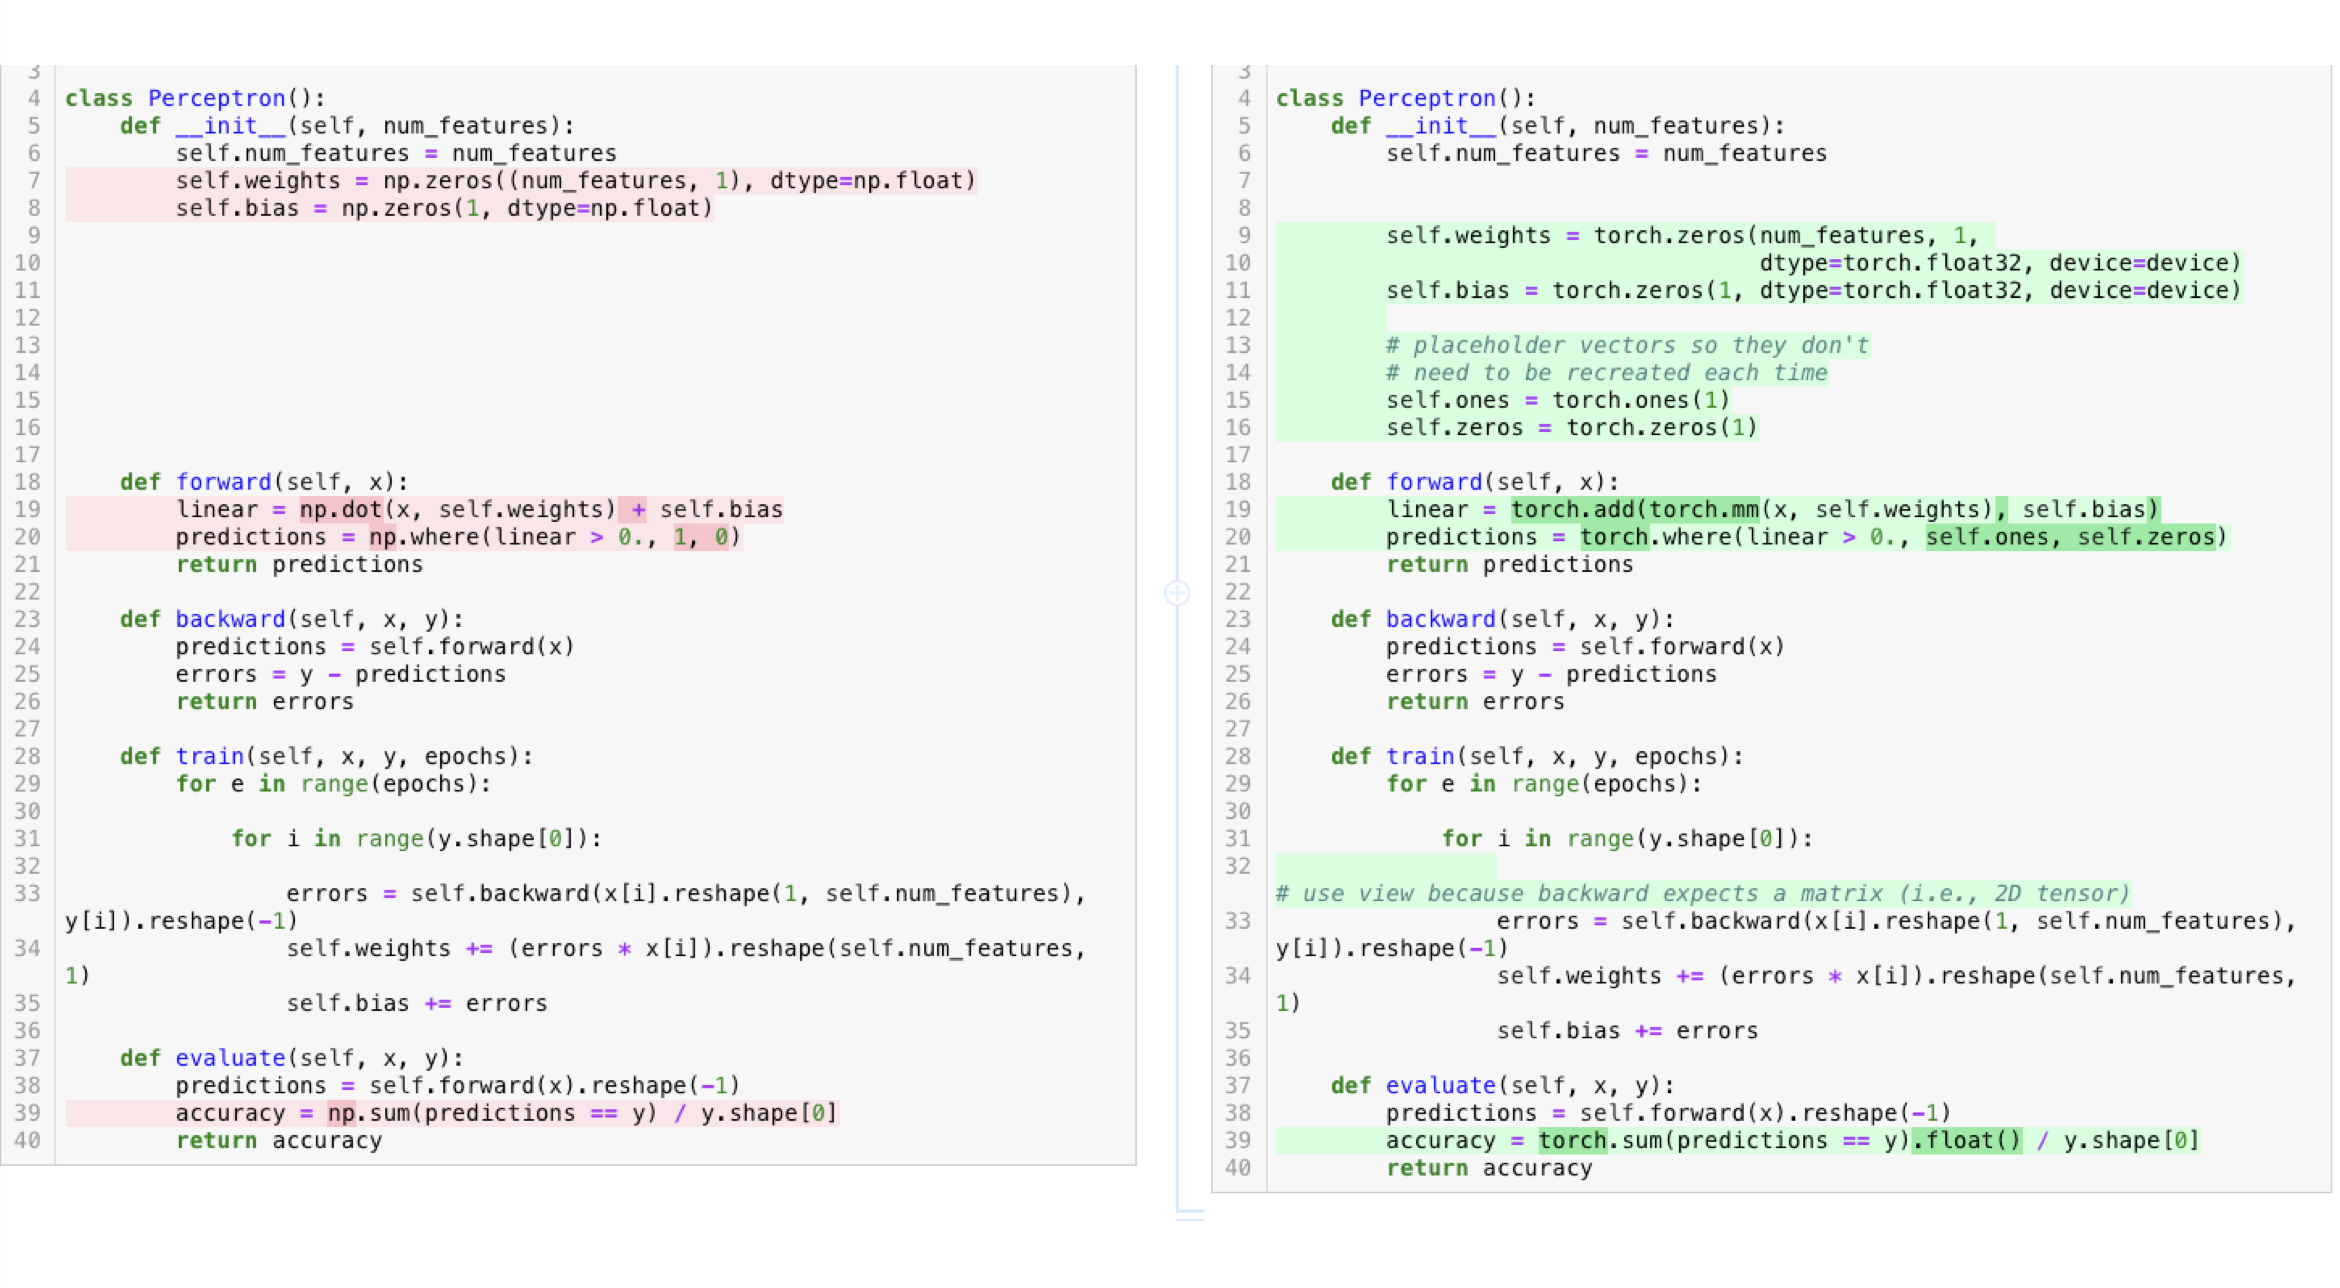 3
4 class Perceptron():
5     def __init__(self, num_features):
6         self.num_features = num_features
7         self.weights = np.zeros((num_features, 1), dtype=np.float)
8         self.bias = np.zeros(1, dtype=np.float)
9
10
11
12
13
14
15
16
17
18     def forward(self, x):
19         linear = np.dot(x, self.weights) + self.bias
20         predictions = np.where(linear > 0., 1, 0)
21         return predictions
22
23     def backward(self, x, y):
24         predictions = self.forward(x)
25         errors = y - predictions
26         return errors
27
28     def train(self, x, y, epochs):
29         for e in range(epochs):
30
31             for i in range(y.shape[0]):
32
33                 errors = self.backward(x[i].reshape(1, self.num_features),
y[i]).reshape(-1)
34                 self.weights += (errors * x[i]).reshape(self.num_features,
1)
35                 self.bias += errors
36
37     def evaluate(self, x, y):
38         predictions = self.forward(x).reshape(-1)
39         accuracy = np.sum(predictions == y) / y.shape[0]
40         return accuracy
3
4 class Perceptron():
5     def __init__(self, num_features):
6         self.num_features = num_features
7
8
9         self.weights = torch.zeros(num_features, 1,
10                                    dtype=torch.float32, device=device)
11         self.bias = torch.zeros(1, dtype=torch.float32, device=device)
12
13         # placeholder vectors so they don't
14         # need to be recreated each time
15         self.ones = torch.ones(1)
16         self.zeros = torch.zeros(1)
17
18     def forward(self, x):
19         linear = torch.add(torch.mm(x, self.weights), self.bias)
20         predictions = torch.where(linear > 0., self.ones, self.zeros)
21         return predictions
22
23     def backward(self, x, y):
24         predictions = self.forward(x)
25         errors = y - predictions
26         return errors
27
28     def train(self, x, y, epochs):
29         for e in range(epochs):
30
31             for i in range(y.shape[0]):
32
# use view because backward expects a matrix (i.e., 2D tensor)
33                 errors = self.backward(x[i].reshape(1, self.num_features),
y[i]).reshape(-1)
34                 self.weights += (errors * x[i]).reshape(self.num_features,
1)
35                 self.bias += errors
36
37     def evaluate(self, x, y):
38         predictions = self.forward(x).reshape(-1)
39         accuracy = torch.sum(predictions == y).float() / y.shape[0]
40         return accuracy